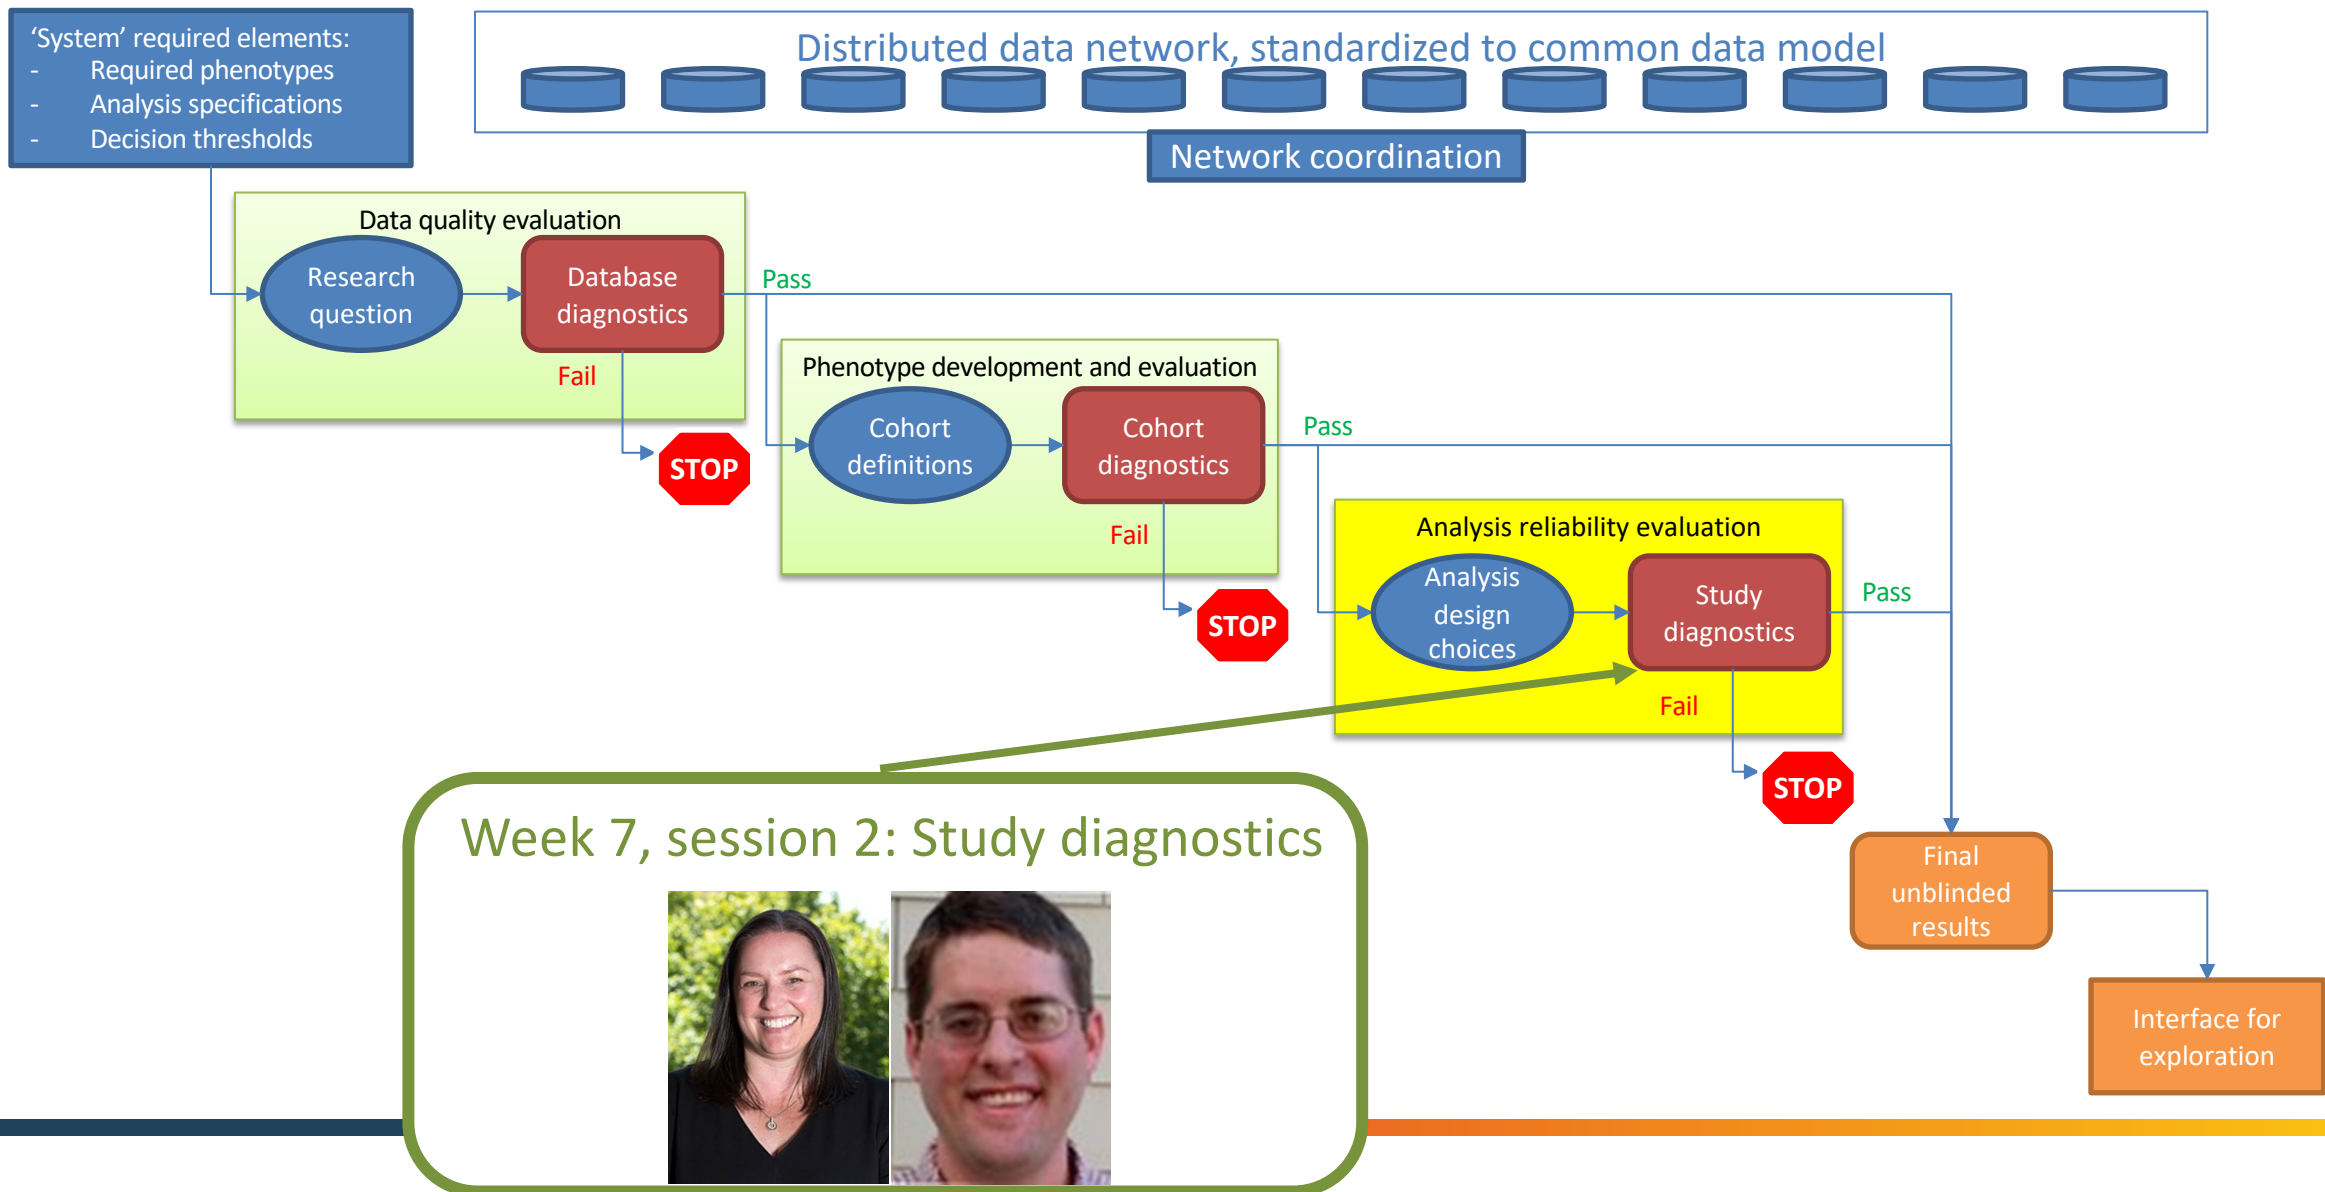 ‘System’ required elements:
- Required phenotypes
- Analysis specifications
- Decision thresholds
Distributed data network, standardized to common data model
Network coordination
Data quality evaluation
Research
question
Database
diagnostics
Pass
Fail
STOP
Phenotype development and evaluation
Cohort
definitions
Cohort
diagnostics
Pass
Fail
STOP
Analysis reliability evaluation
Analysis
design
choices
Study
diagnostics
Pass
Fail
STOP
Week 7, session 2: Study diagnostics
Final
unblinded
results
Interface for
exploration